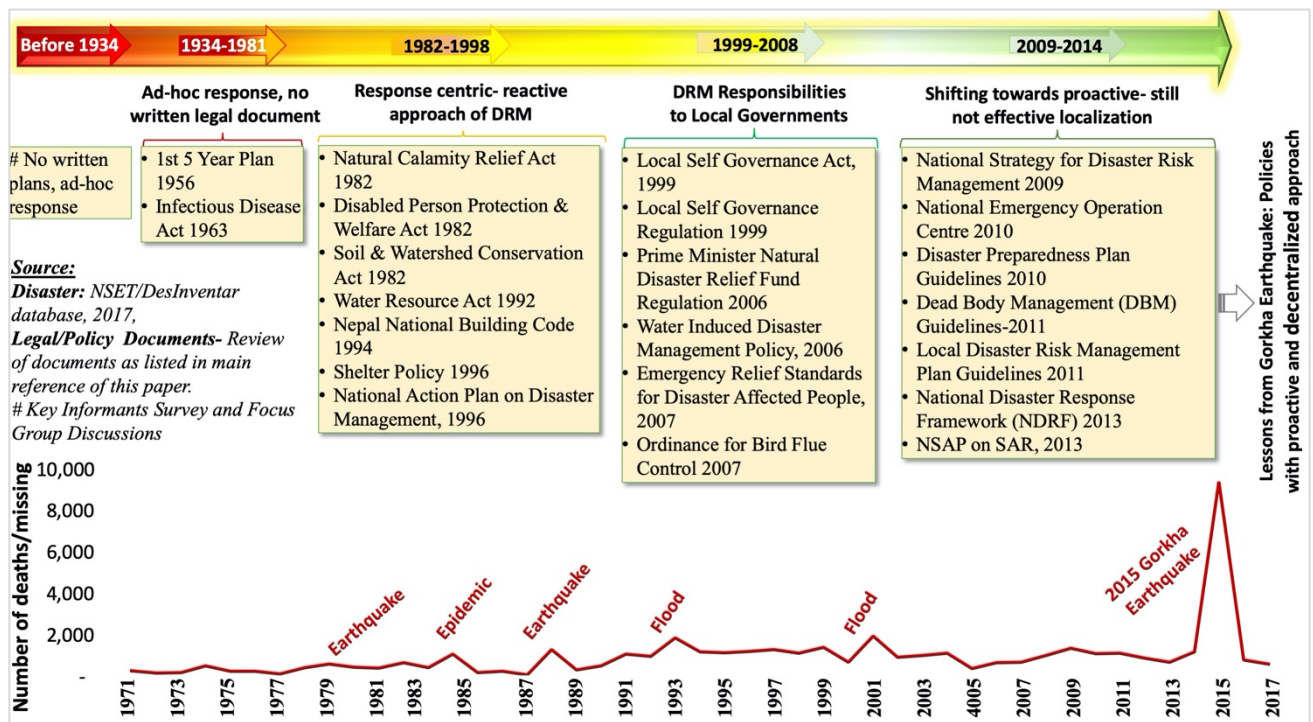 Before 1934
1934-1981
1982-1998
1999-2008
2009-2014
Ad-hoc response, no
written legal document
Response centric- reactive
approach of DRM
DRM Responsibilities
to Local Governments
Shifting towards proactive- still
not effective localization
# No written
plans, ad-hoc
response
• 1st 5 Year Plan
1956
• Infectious Disease
Act 1963
• Natural Calamity Relief Act
1982
• Disabled Person Protection &
Welfare Act 1982
• Soil & Watershed Conservation
Act 1982
• Water Resource Act 1992
• Nepal National Building Code
1994
• Shelter Policy 1996
• National Action Plan on Disaster
Management, 1996
• Local Self Governance Act,
1999
• Local Self Governance
Regulation 1999
• Prime Minister Natural
Disaster Relief Fund
Regulation 2006
• Water Induced Disaster
Management Policy, 2006
• Emergency Relief Standards
for Disaster Affected People,
2007
• Ordinance for Bird Flue
Control 2007
• National Strategy for Disaster Risk
Management 2009
• National Emergency Operation
Centre 2010
• Disaster Preparedness Plan
Guidelines 2010
• Dead Body Management (DBM)
Guidelines-2011
• Local Disaster Risk Management
Plan Guidelines 2011
• National Disaster Response
Framework (NDRF) 2013
• NSAP on SAR, 2013
Lessons from Gorkha Earthquake: Policies
with proactive and decentralized approach
Source:
Disaster: NSET/DesInventar
database, 2017,
Legal/Policy Documents- Review
of documents as listed in main
reference of this paper.
# Key Informants Survey and Focus
Group Discussions
Number of deaths/missing
10,000
8,000
6,000
4,000
2,000
-
Earthquake
Epidemic
Earthquake
Flood
Flood
2015 Gorkha
Earthquake
1971
1973
1975
1977
1979
1981
1983
1985
1987
1989
1991
1993
1995
1997
1999
2001
2003
4005
2007
2009
2011
2013
2015
2017